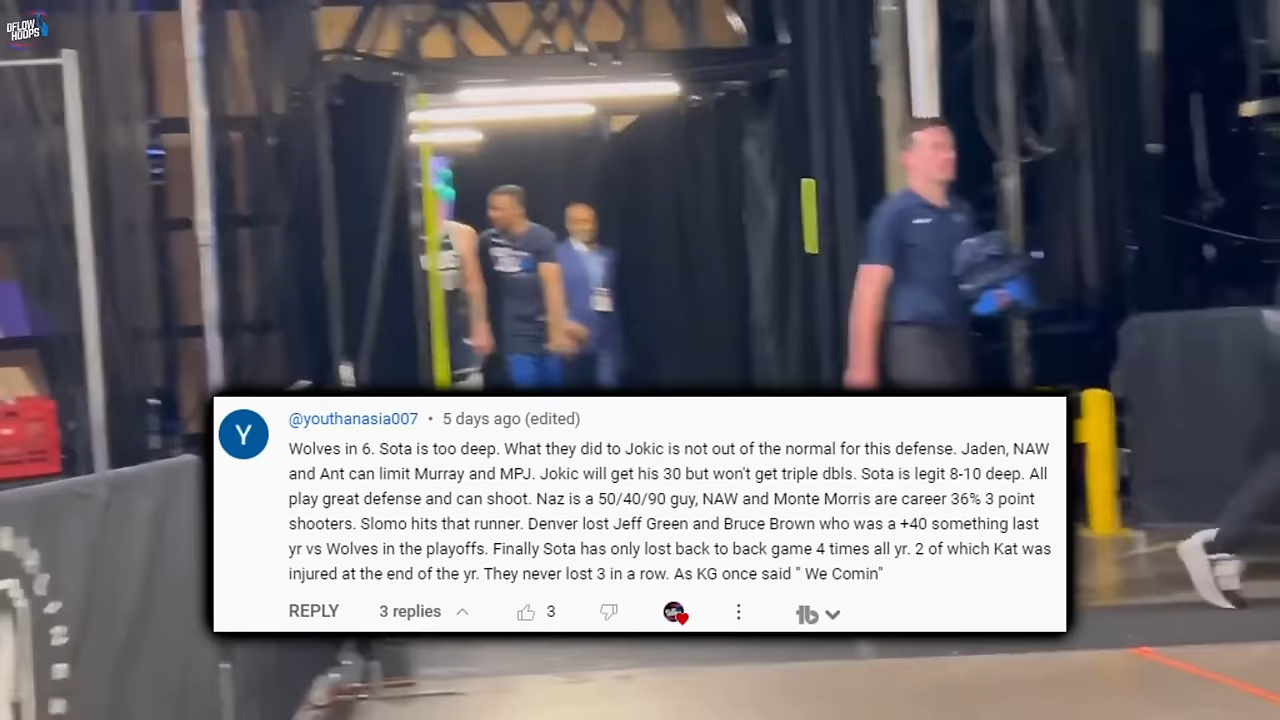 DFLOW
HOOPS
@youthanasia007 • 5 days ago (edited)
Y
Wolves in 6. Sota is too deep. What they did to Jokic is not out of the normal for this defense. Jaden, NAW
and Ant can limit Murray and MPJ. Jokic will get his 30 but won't get triple dbls. Sota is legit 8-10 deep. All
play great defense and can shoot. Naz is a 50/40/90 guy, NAW and Monte Morris are career 36% 3 point
shooters. Slomo hits that runner. Denver lost Jeff Green and Bruce Brown who was a +40 something last
yr vs Wolves in the playoffs. Finally Sota has only lost back to back game 4 times all yr. 2 of which Kat was
injured at the end of the yr. They never lost 3 in a row. As KG once said " We Comin"
REPLY 3 replies 3